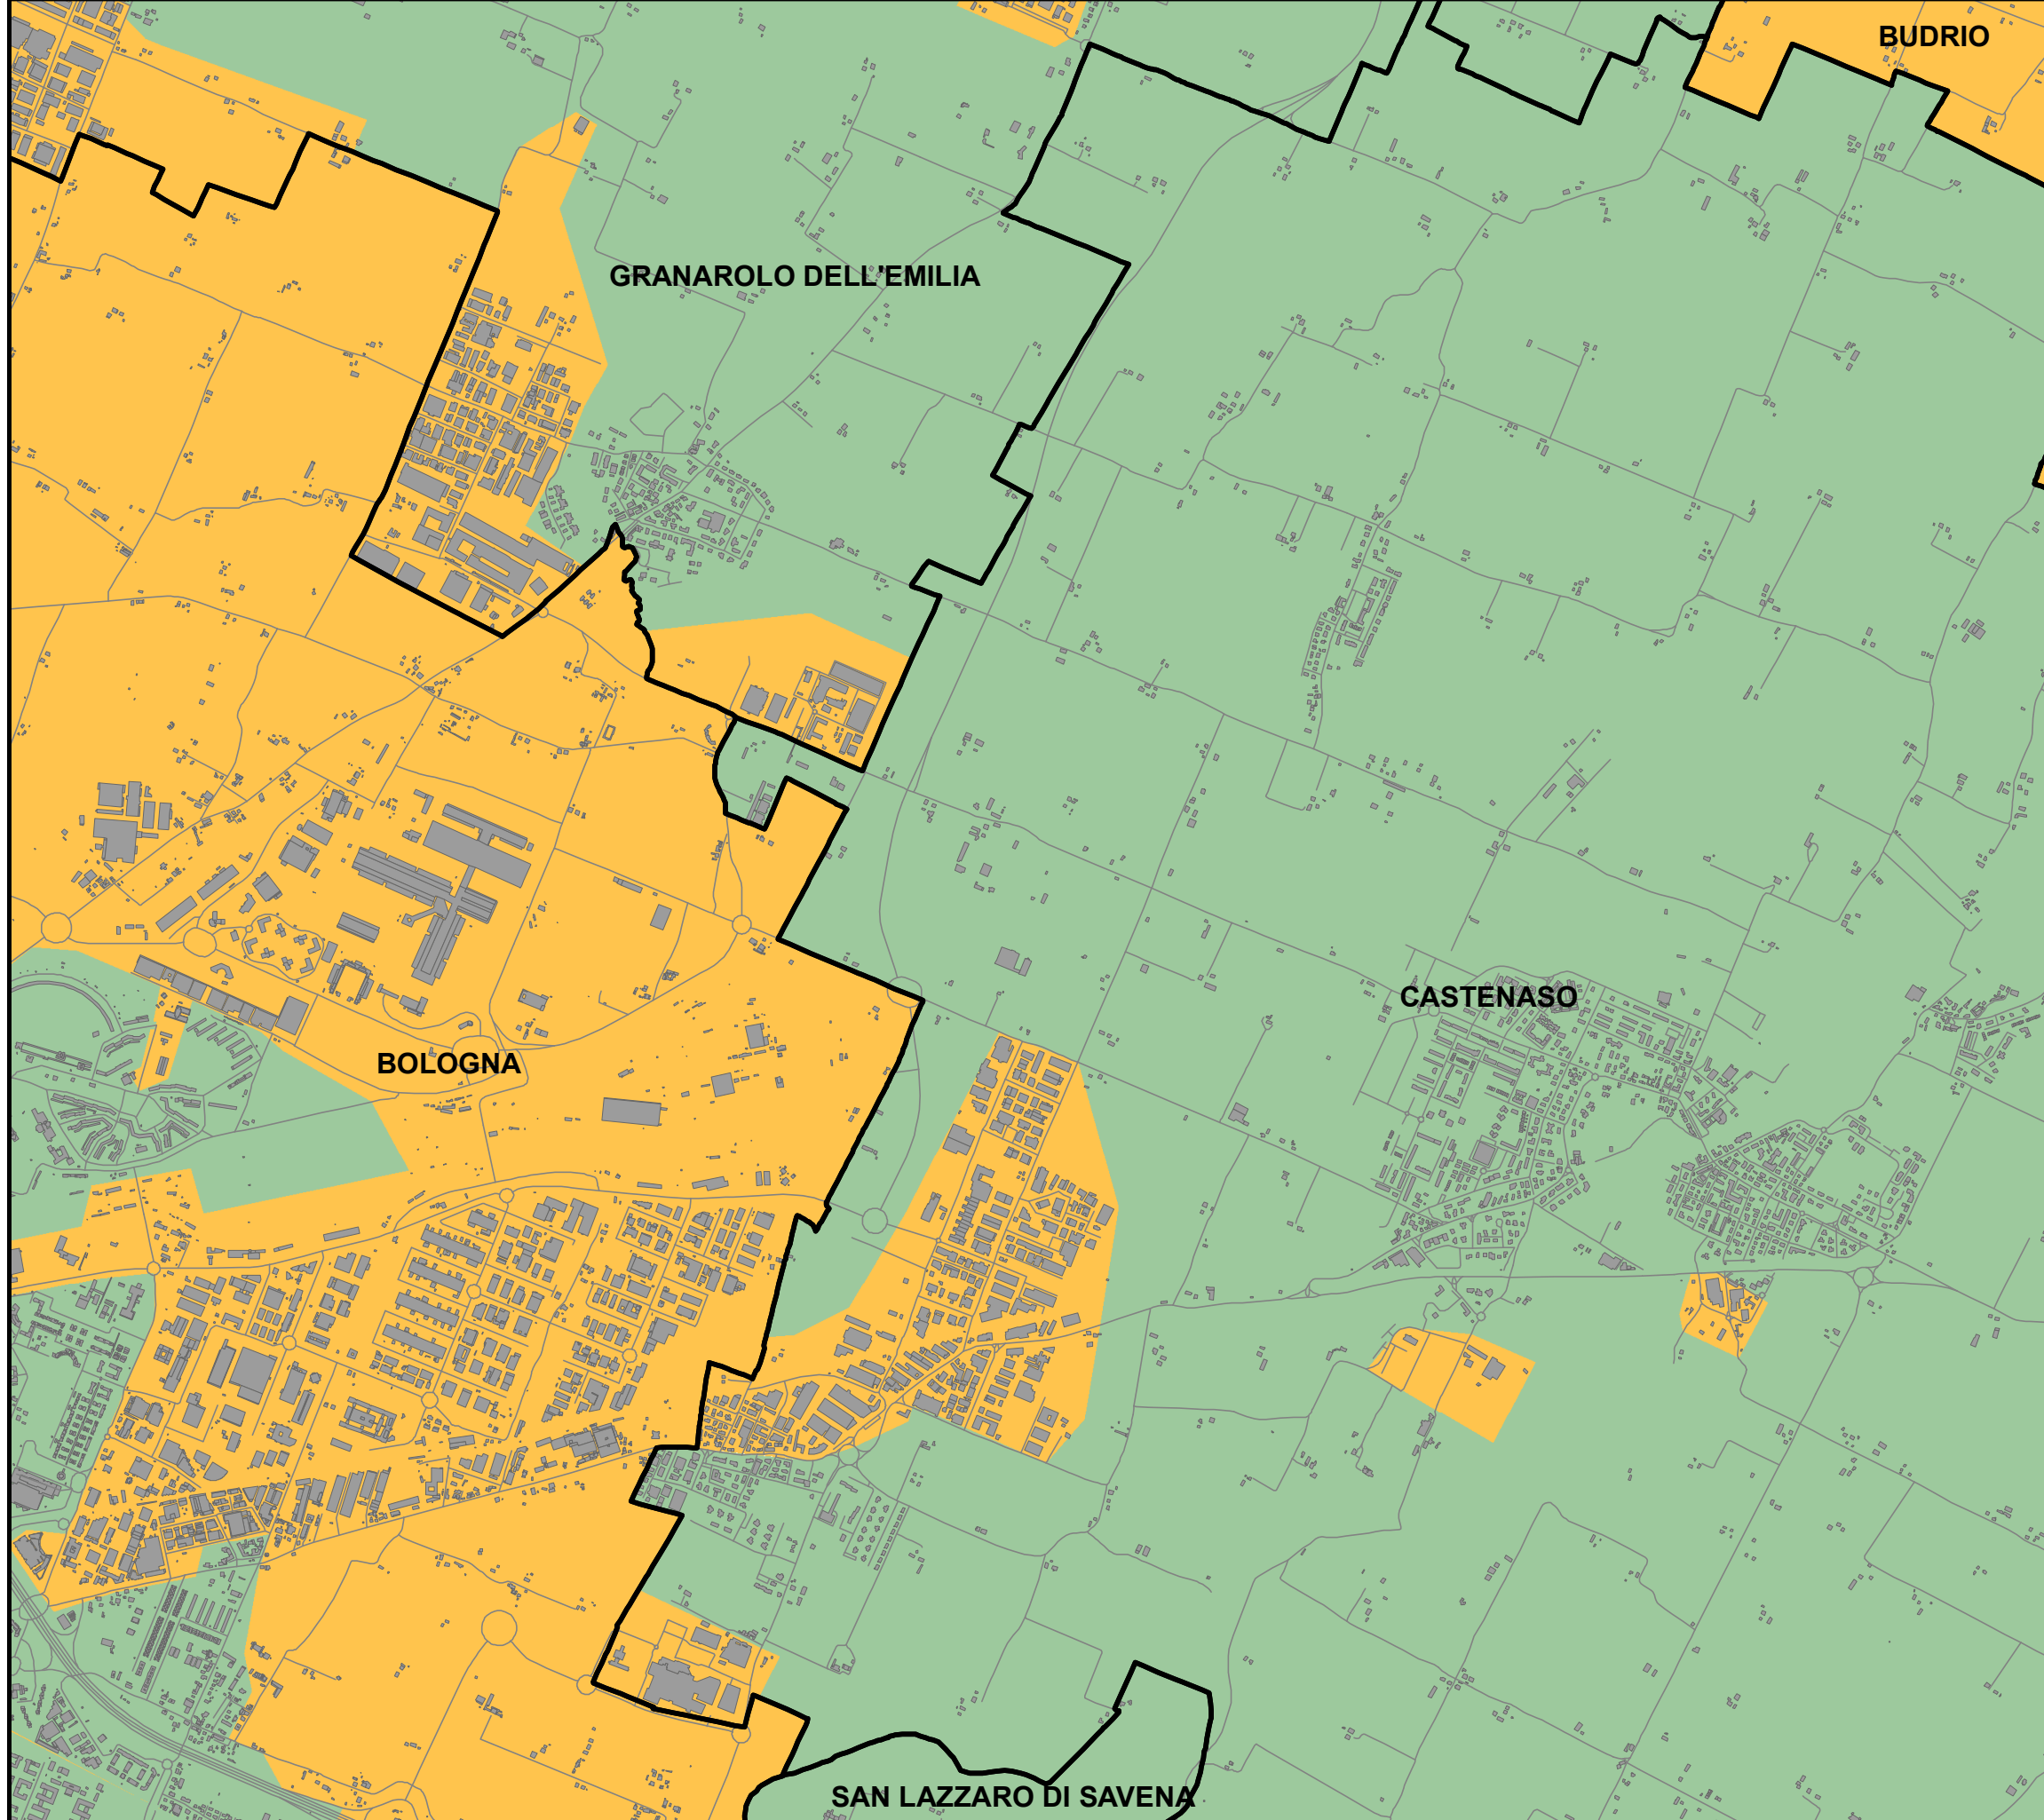 BUDRIO
GRANAROLO DELL'EMILIA
CASTENASO
BOLOGNA
SAN LAZZARO DI SAVENA